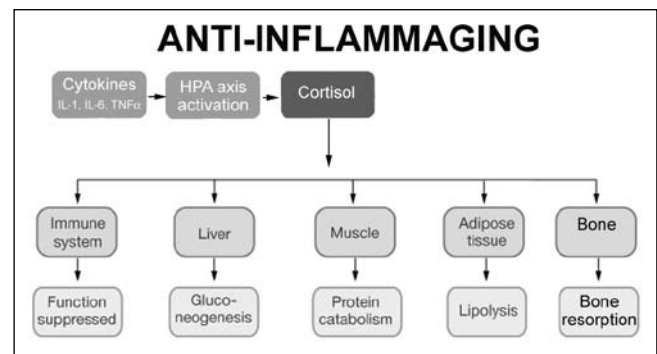 ANTI-INFLAMMAGING
Cytokines
IL-1, IL-6, TNFα
HPA axis
activation
Cortisol
Immune
system
Liver
Muscle
Adipose
tissue
Bone
Function
suppressed
Gluco-
neogenesis
Protein
catabolism
Lipolysis
Bone
resorption